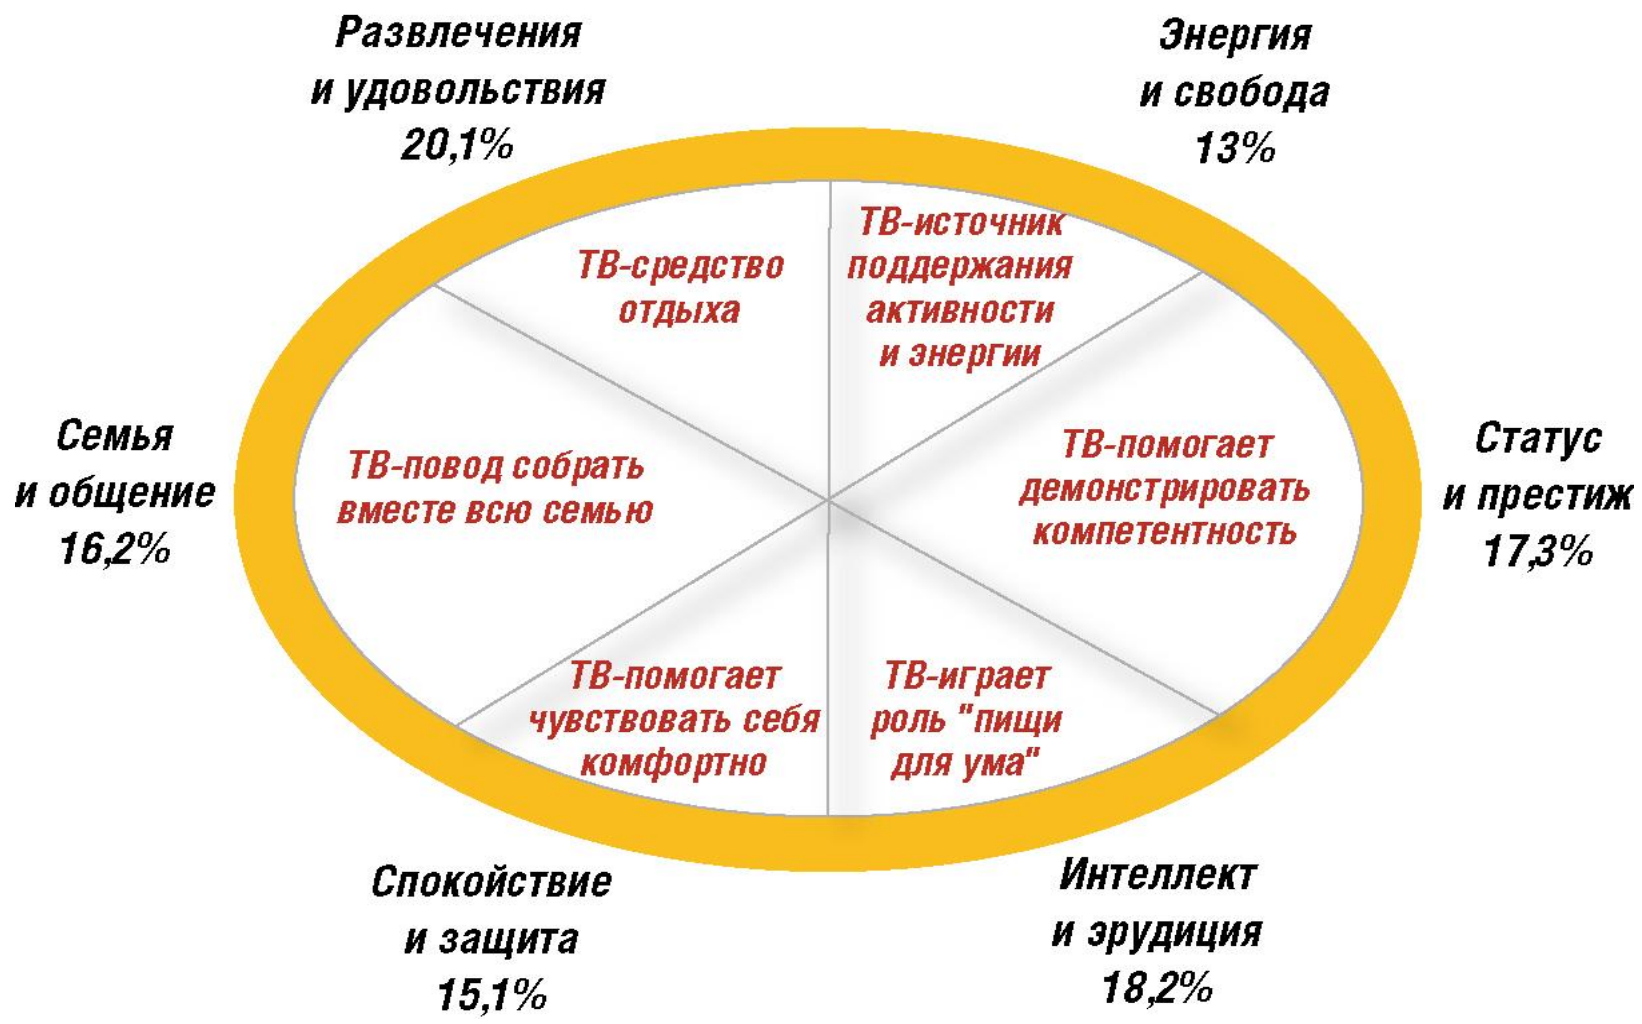 Развлечения
и удовольствия
20,1%
Энергия
и свобода
13%
ТВ-средство
отдыха
ТВ-источник
поддержания
активности
и энергии
Семья
и общение
16,2%
ТВ-повод собрать
вместе всю семью
ТВ-помогает
демонстрировать
компетентность
Статус
и престиж
17,3%
ТВ-помогает
чувствовать себя
комфортно
ТВ-играет
роль "пищи
для ума"
Спокойствие
и защита
15,1%
Интеллект
и эрудиция
18,2%